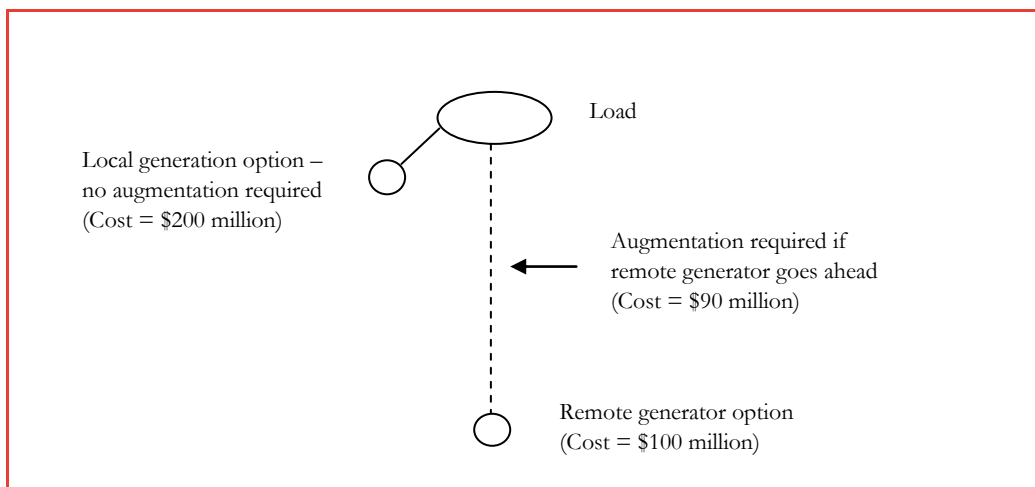 Load
Local generation option –
no augmentation required
(Cost = $200 million)
Augmentation required if
remote generator goes ahead
(Cost = $90 million)
Remote generator option
(Cost = $100 million)